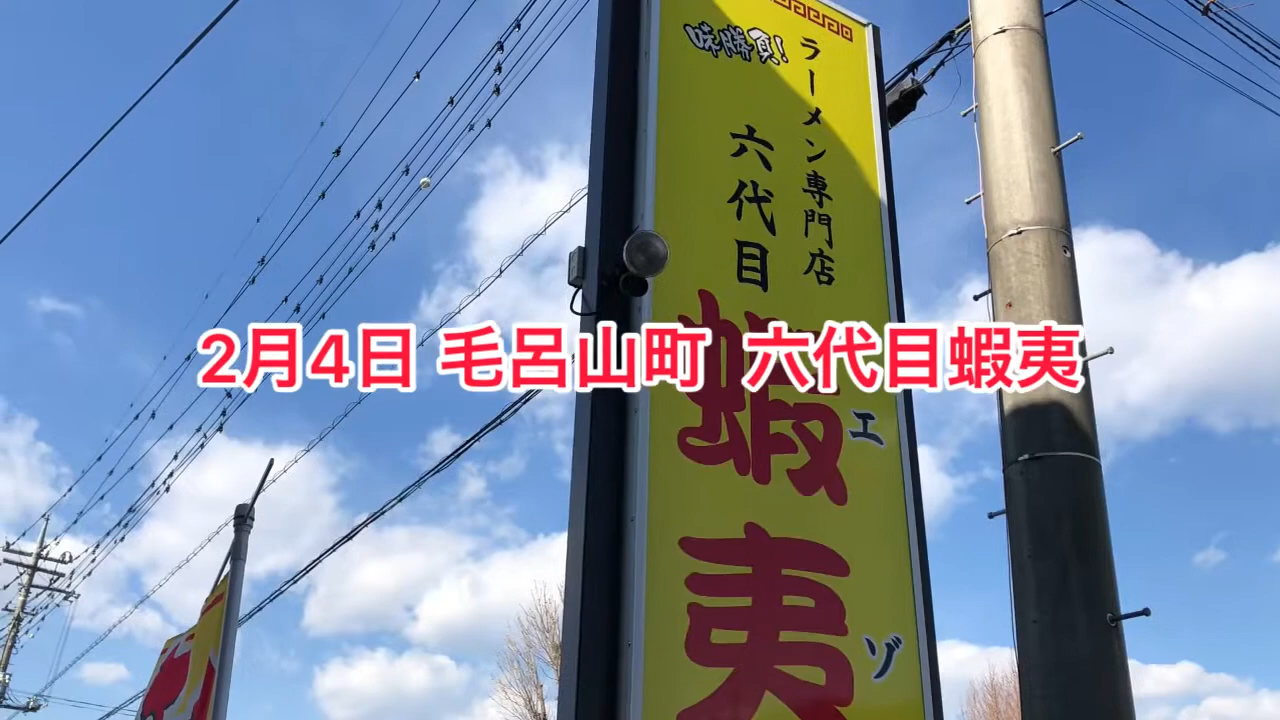 味勝負!
ラーメン専門店
六代目
蝦夷
エゾ
2月4日 毛呂山町 六代目蝦夷